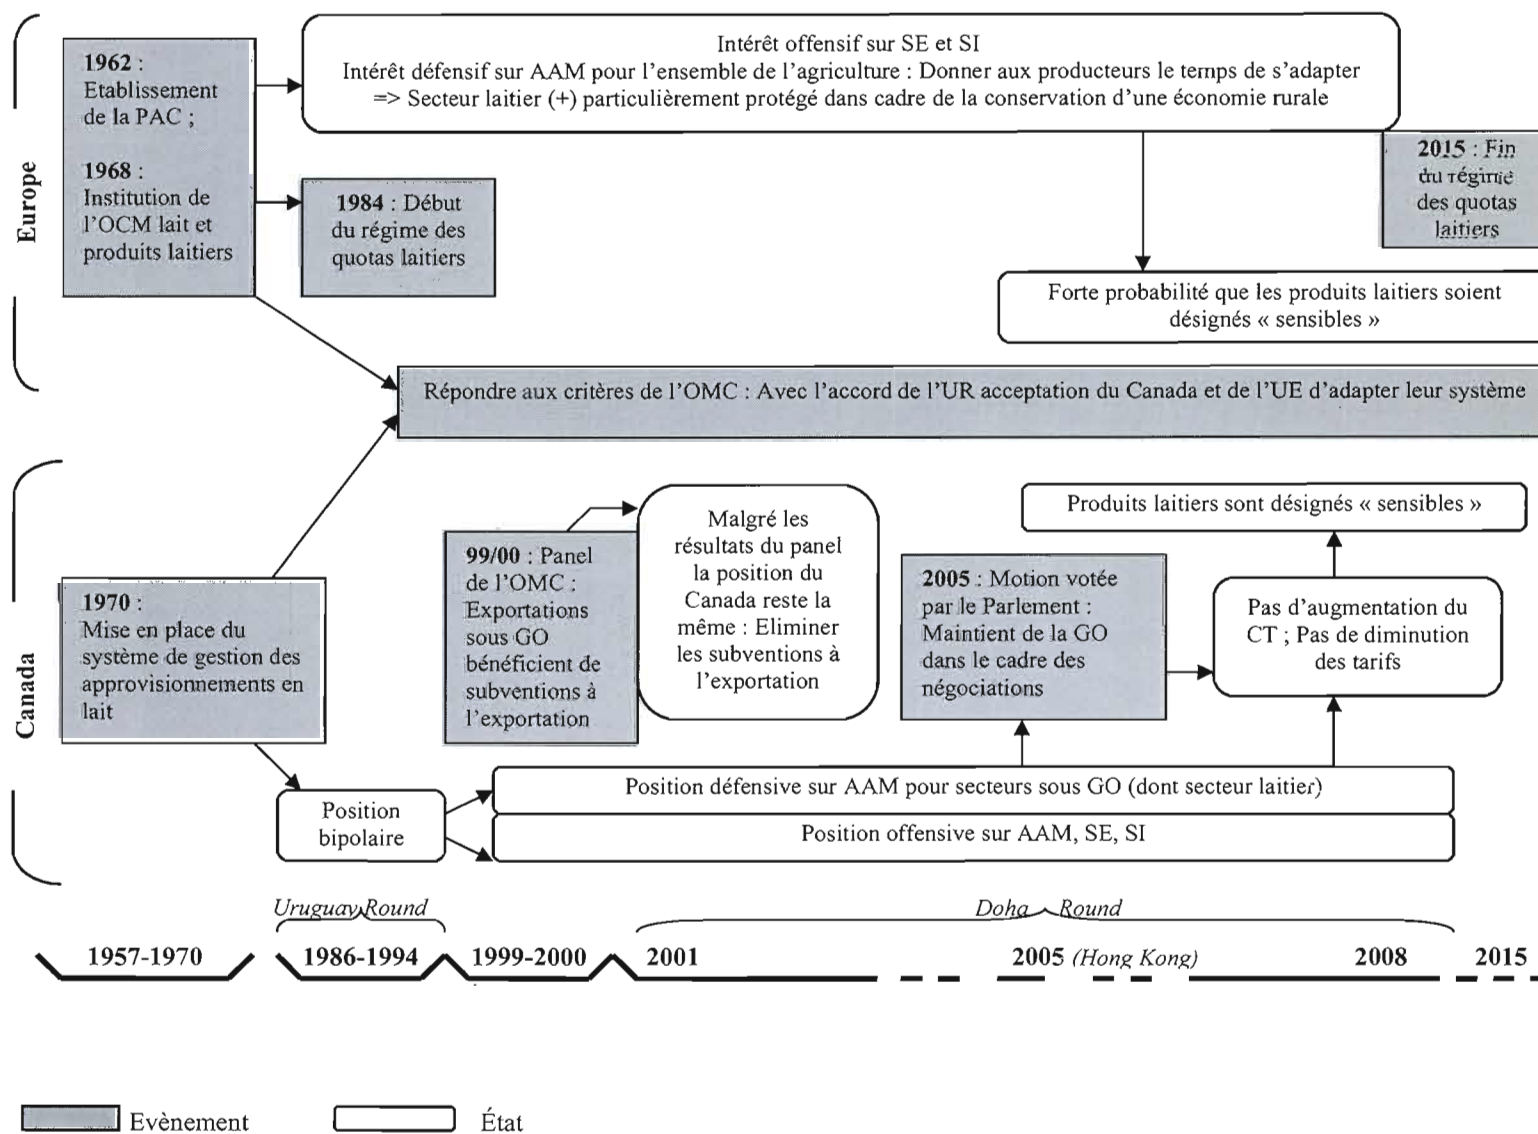 Europe
1962 :
Etablissement
de la PAC ;
1968 :
Institution de
l'OCM lait et
produits laitiers
Intérêt offensif sur SE et SI
Intérêt défensif sur AAM pour l'ensemble de l'agriculture : Donner aux producteurs le temps de s'adapter
=> Secteur laitier (+) particulièrement protégé dans cadre de la conservation d'une économie rurale
1984 : Début
du régime des
quotas laitiers
2015 : Fin
du régime
des quotas
laitiers
Forte probabilité que les produits laitiers soient
désignés « sensibles »
Répondre aux critères de l'OMC : Avec l'accord de l'UR acceptation du Canada et de l'UE d'adapter leur système
Canada
1970 :
Mise en place du
système de gestion des
approvisionnements en
lait
99/00 : Panel
de l'OMC :
Exportations
sous GO
bénéficient de
subventions à
l'exportation
Malgré les
résultats du panel
la position du
Canada reste la
même : Eliminer
les subventions à
l'exportation
2005 : Motion votée
par le Parlement :
Maintient de la GO
dans le cadre des
négociations
Produits laitiers sont désignés « sensibles »
Pas d'augmentation du
CT ; Pas de diminution
des tarifs
Position
bipolaire
Position défensive sur AAM pour secteurs sous GO (dont secteur laitier)
Position offensive sur AAM, SE, SI
Uruguay Round
Doha Round
1957-1970
1986-1994
1999-2000
2001
2005 (Hong Kong)
2008
2015
Evènement
État